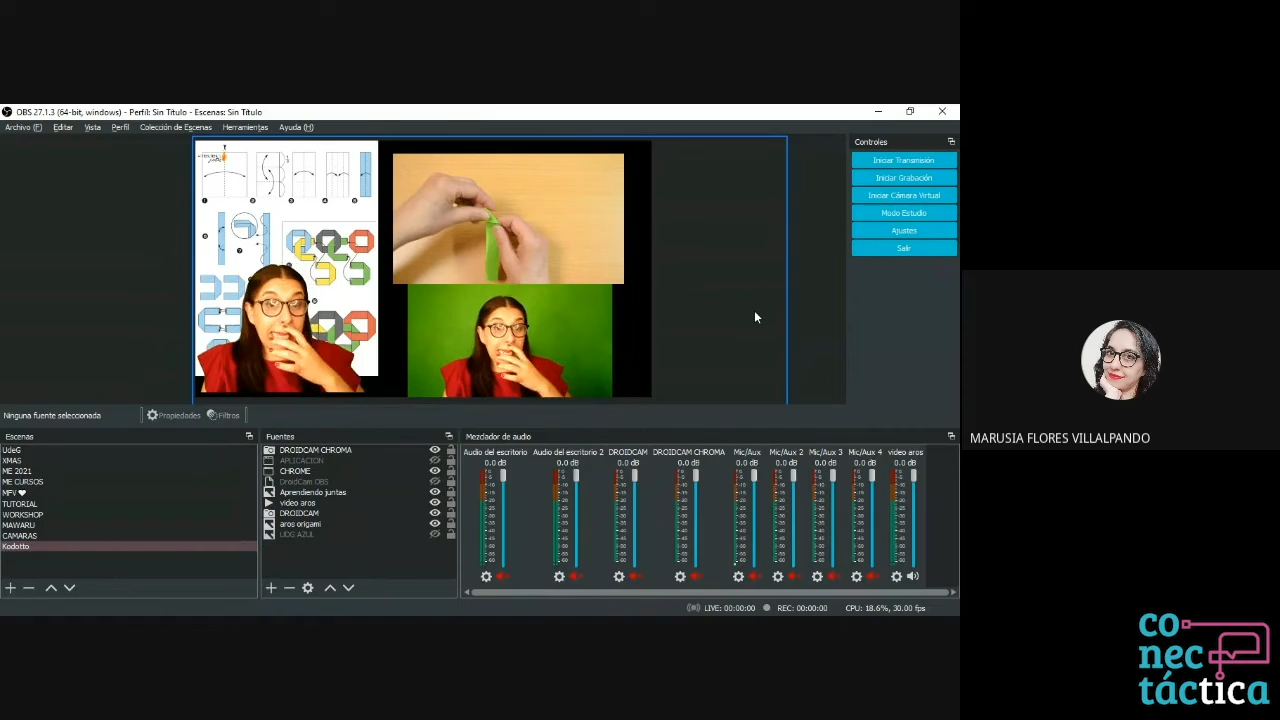 OBS 27.1.3 (64-bit, windows) - Perfil: Sin Título - Escenas: Sin Título
Archivo (F) Editar Vista Perfil Colección de Escenas Herramientas Ayuda (H)
Controles
Iniciar Transmisión
Iniciar Grabación
Iniciar Cámara Virtual
Modo Estudio
Ajustes
Salir
Ninguna fuente seleccionada
Propiedades
Filtros
Escenas
UdeG
XMAS
ME 2021
ME CURSOS
MFV
TUTORIAL
WORKSHOP
MAWARU
CAMARAS
Kodotto
Fuentes
DROIDCAM CHROMA
APLICACION
CHROME
DroidCam OBS
Aprendiendo juntas
video aros
DROIDCAM
aros origami
UDG AZUL
Mezclador de audio
Audio del escritorio Audio del escritorio 2 DROIDCAM DROIDCAM CHROMA Mic/Aux Mic/Aux 2 Mic/Aux 3 Mic/Aux 4 video aros
0.0 dB 0.0 dB 0.0 dB 0.0 dB 0.0 dB 0.0 dB 0.0 dB 0.0 dB 0.0 dB
LIVE: 00:00:00 REC: 00:00:00 CPU: 18.6%, 30.00 fps
MARUSIA FLORES VILLALPANDO
co
nec
táctica